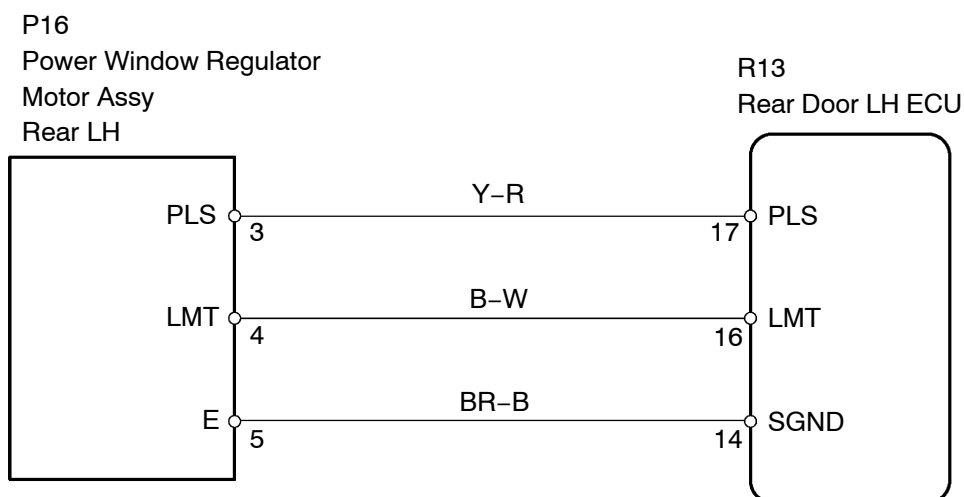 P16
Power Window Regulator
Motor Assy
Rear LH
R13
Rear Door LH ECU
PLS
3
Y–R
17
PLS
LMT
4
B–W
16
LMT
E
5
BR–B
14
SGND